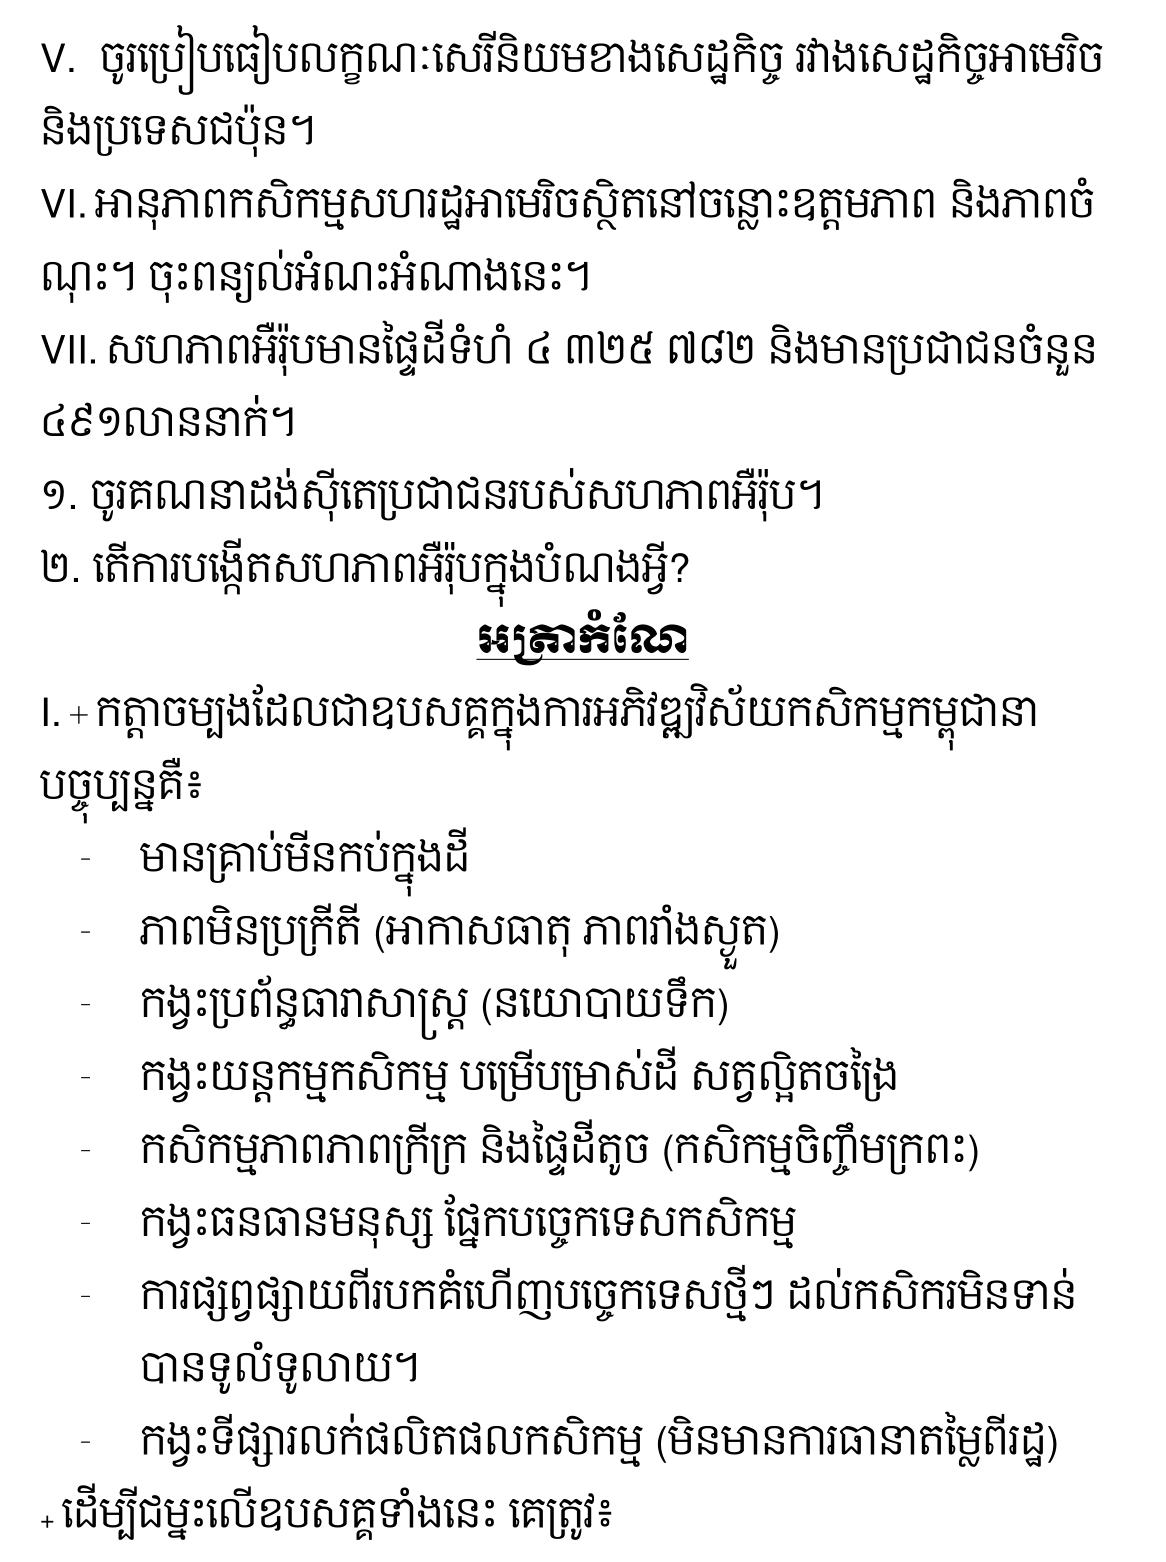 V. ចូរប្រៀបធៀបលក្ខណៈសេរីនិយមខាងសេដ្ឋកិច្ច រវាងសេដ្ឋកិច្ចអាមេរិច
និងប្រទេសជប៉ុន។
VI. អានុភាពកសិកម្មសហរដ្ឋអាមេរិចស្ថិតនៅចន្លោះឧត្តមភាព និងភាពចំ
ណុះ។ ចុះពន្យល់អំណះអំណាងនេះ។
VII. សហភាពអឺរ៉ុបមានផ្ទៃដីទំហំ ៤ ៣២៥ ៧៨២ និងមានប្រជាជនចំនួន
៤៩១លាននាក់។
១. ចូរគណនាដង់ស៊ីតេប្រជាជនរបស់សហភាពអឺរ៉ុប។
២. តើការបង្កើតសហភាពអឺរ៉ុបក្នុងបំណងអ្វី?
អត្រាកំណែ
I. + កត្តាចម្បងដែលជាឧបសគ្គក្នុងការអភិវឌ្ឍវិស័យកសិកម្មកម្ពុជានា
បច្ចុប្បន្នគឺ៖
- មានគ្រាប់មីនកប់ក្នុងដី
- ភាពមិនប្រក្រីតី (អាកាសធាតុ ភាពរាំងស្ងួត)
- កង្វះប្រព័ន្ធធារាសាស្ត្រ (នយោបាយទឹក)
- កង្វះយន្តកម្មកសិកម្ម បម្រើបម្រាស់ដី សត្វល្អិតចង្រៃ
- កសិកម្មភាពភាពក្រីក្រ និងផ្ទៃដីតូច (កសិកម្មចិញ្ចឹមក្រពះ)
- កង្វះធនធានមនុស្ស ផ្នែកបច្ចេកទេសកសិកម្ម
- ការផ្សព្វផ្សាយពីរបកគំហើញបច្ចេកទេសថ្មីៗ ដល់កសិករមិនទាន់
បានទូលំទូលាយ។
- កង្វះទីផ្សារលក់ផលិតផលកសិកម្ម (មិនមានការធានាតម្លៃពីរដ្ឋ)
+ ដើម្បីជម្នះលើឧបសគ្គទាំងនេះ គេត្រូវ៖